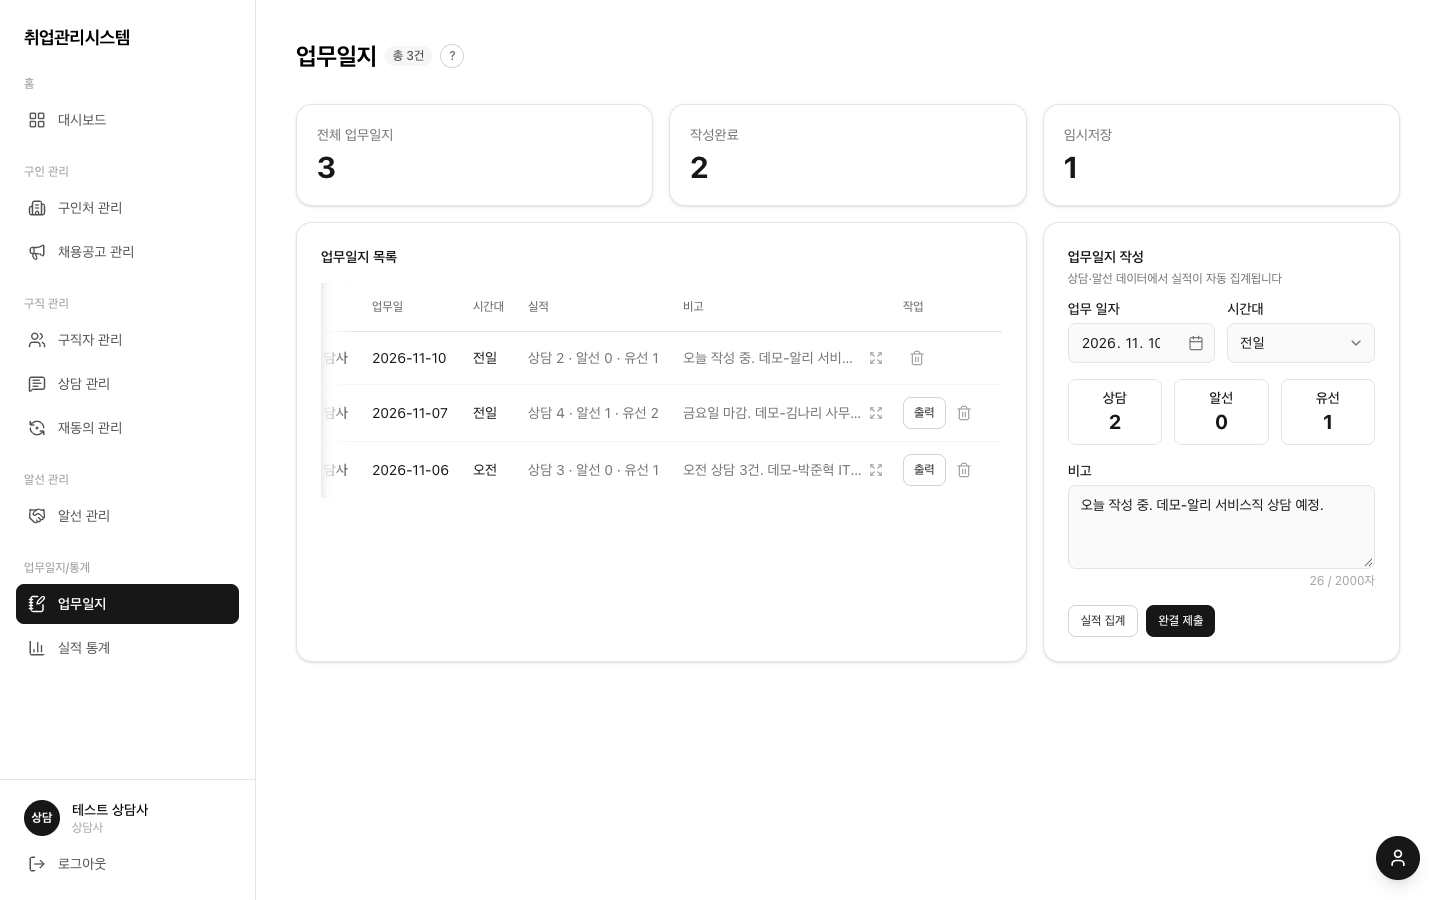 취업관리시스템
홈
대시보드
구인 관리
구인처 관리
채용공고 관리
구직 관리
구직자 관리
상담 관리
재동의 관리
알선 관리
알선 관리
업무일지/통계
업무일지
실적 통계
상담
테스트 상담사
상담사
로그아웃
업무일지 총 3건 ?
전체 업무일지
3
작성완료
2
임시저장
1
업무일지 목록
업무일 시간대 실적 비고 작업
담사 2026-11-10 전일 상담 2 · 알선 0 · 유선 1 오늘 작성 중. 데모-알리 서비...
담사 2026-11-07 전일 상담 4 · 알선 1 · 유선 2 금요일 마감. 데모-김나리 사무... 출력
담사 2026-11-06 오전 상담 3 · 알선 0 · 유선 1 오전 상담 3건. 데모-박준혁 IT... 출력
업무일지 작성
상담·알선 데이터에서 실적이 자동 집계됩니다
업무 일자 시간대
2026. 11. 10 전일
상담 알선 유선
2 0 1
비고
오늘 작성 중. 데모-알리 서비스직 상담 예정.
26 / 2000자
실적 집계 완결 제출